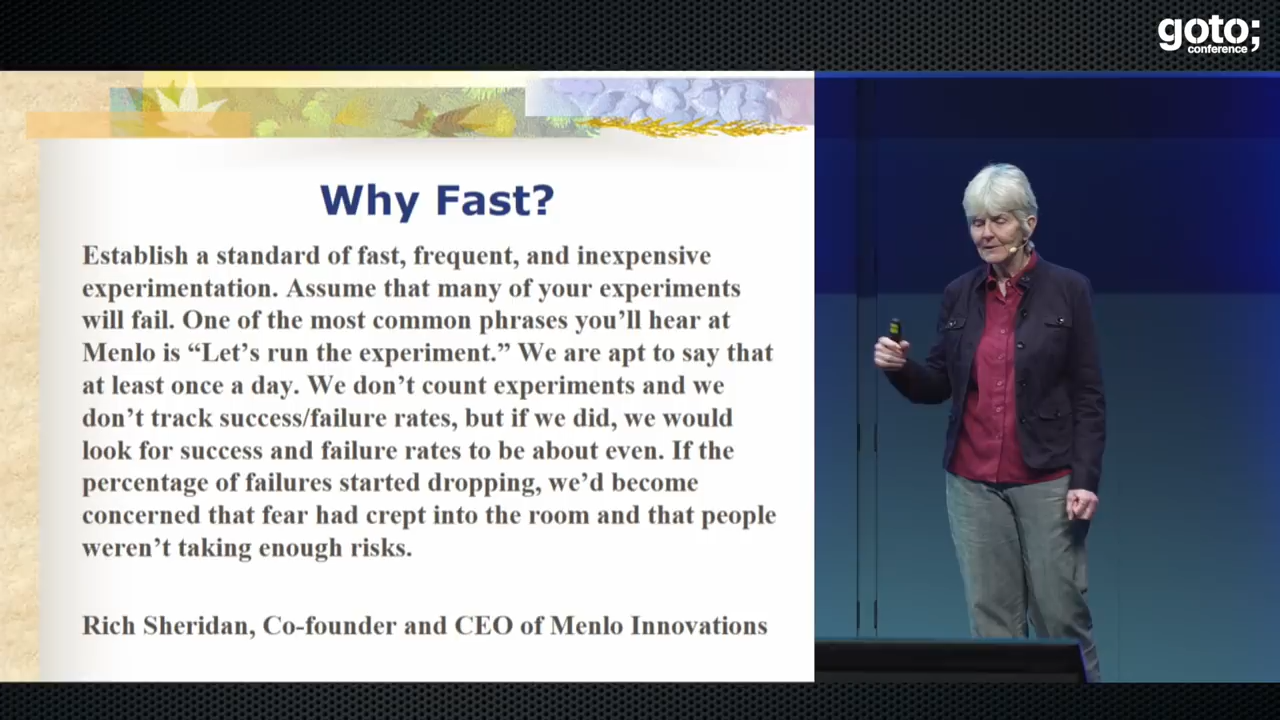 goto;
conference
Why Fast?
Establish a standard of fast, frequent, and inexpensive
experimentation. Assume that many of your experiments
will fail. One of the most common phrases you’ll hear at
Menlo is “Let’s run the experiment.” We are apt to say that
at least once a day. We don’t count experiments and we
don’t track success/failure rates, but if we did, we would
look for success and failure rates to be about even. If the
percentage of failures started dropping, we’d become
concerned that fear had crept into the room and that people
weren’t taking enough risks.
Rich Sheridan, Co-founder and CEO of Menlo Innovations